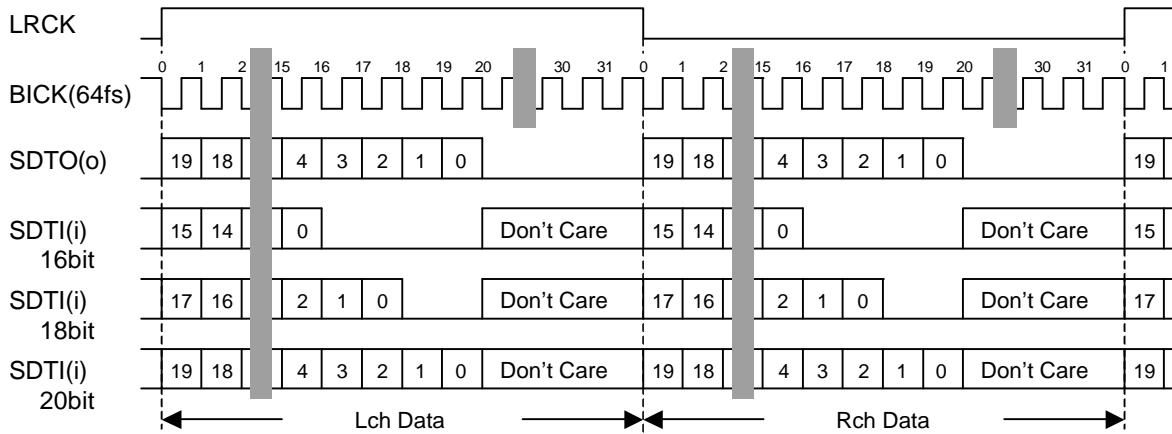 LRCK
0 1 2 15 16 17 18 19 20 30 31 0 1 2 15 16 17 18 19 20 30 31 0 1
BICK(64fs)
SDTO(o) 19 18 4 3 2 1 0 19 18 4 3 2 1 0 19
SDTI(i) 15 14 0 Don't Care 15 14 0 Don't Care 15
16bit
SDTI(i) 17 16 2 1 0 Don't Care 17 16 2 1 0 Don't Care 17
18bit
SDTI(i) 19 18 4 3 2 1 0 Don't Care 19 18 4 3 2 1 0 Don't Care 19
20bit
Lch Data Rch Data